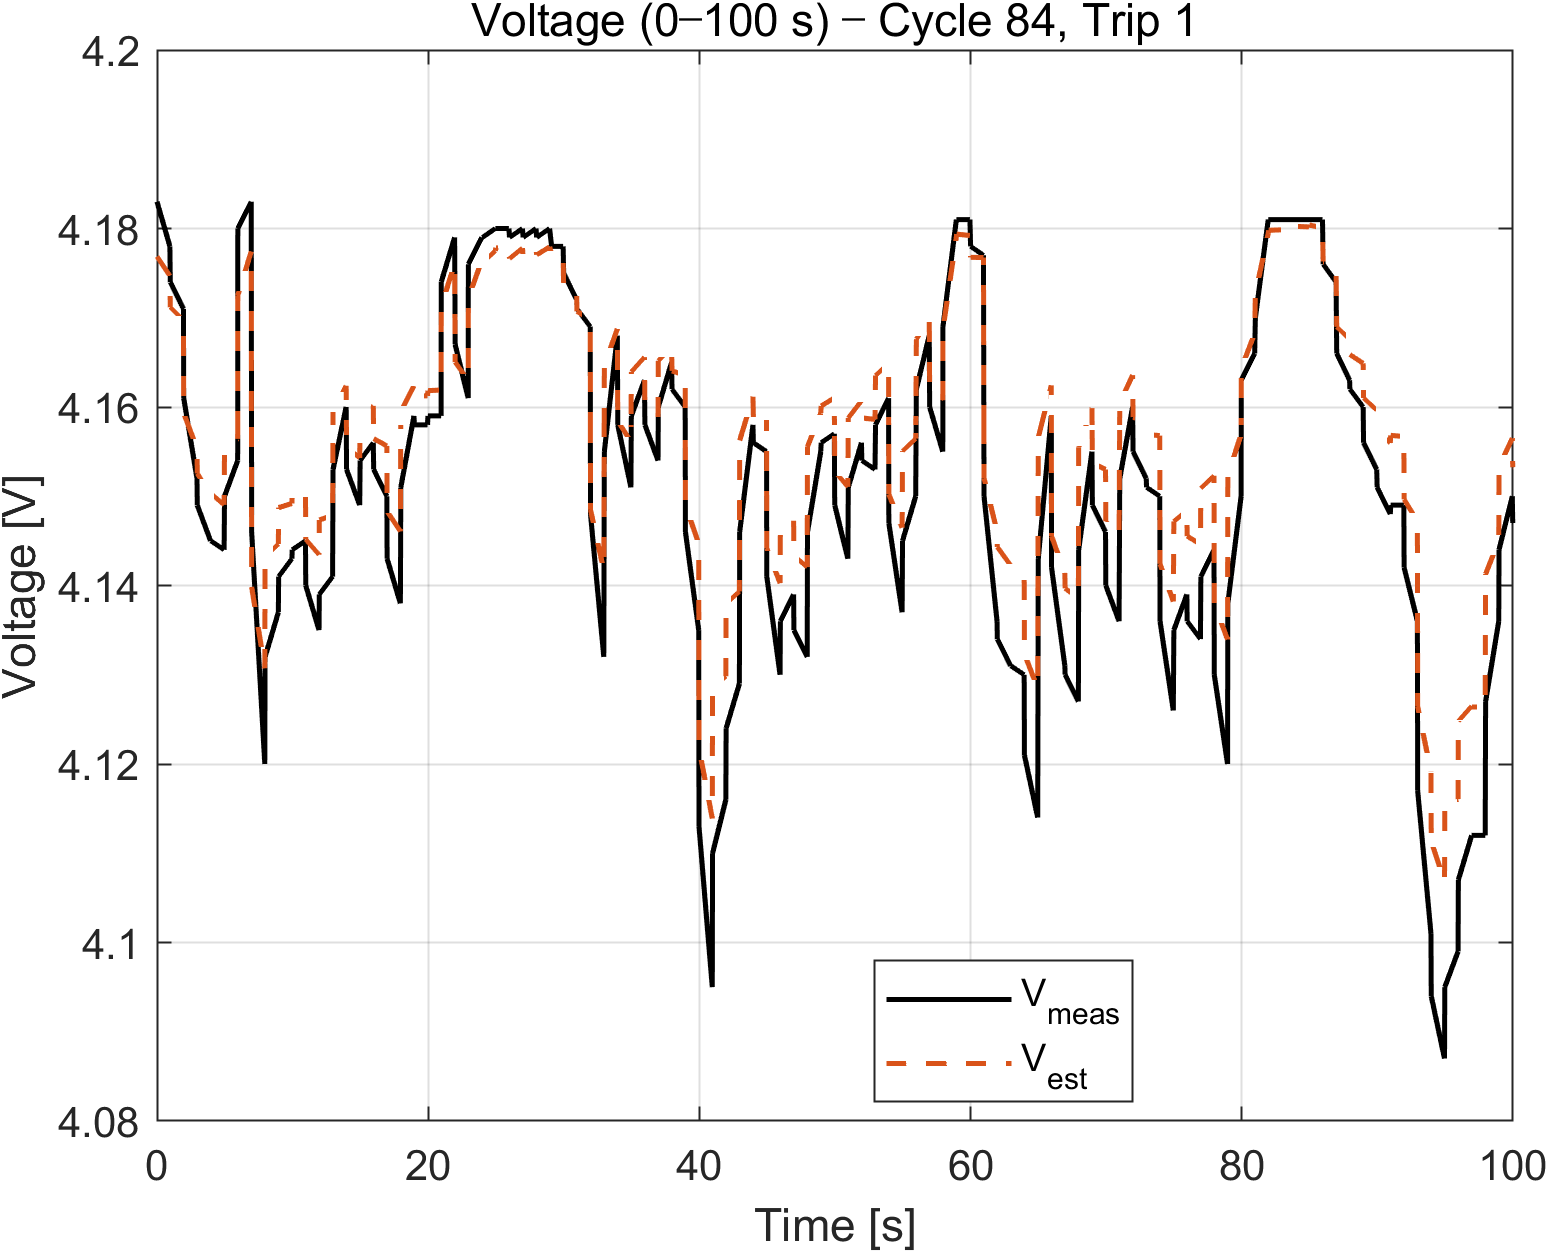 Voltage (0–100 s) – Cycle 84, Trip 1
Voltage [V]
4.2
4.18
4.16
4.14
4.12
4.1
4.08
0 20 40 60 80 100
Time [s]
V_meas
V_est